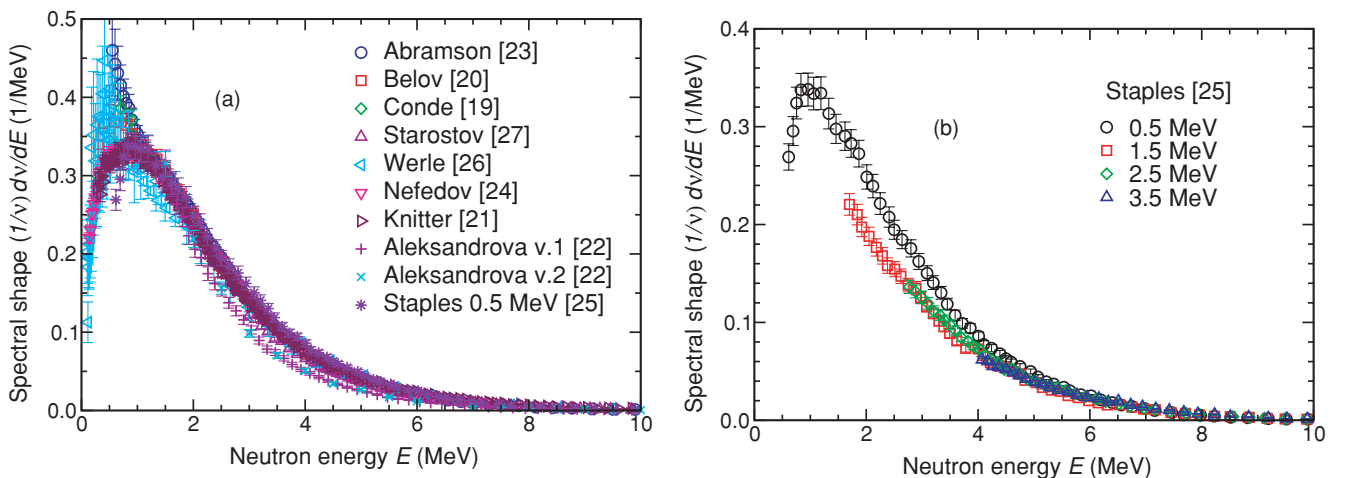 0.5
0.4
0.3
0.2
0.1
0.0
Spectral shape (1/ν) dν/dE (1/MeV)
(a)
Abramson [23]
Belov [20]
Conde [19]
Starostov [27]
Werle [26]
Nefedov [24]
Knitter [21]
Aleksandrova v.1 [22]
Aleksandrova v.2 [22]
Staples 0.5 MeV [25]
0 2 4 6 8 10
Neutron energy E (MeV)
0.4
0.3
0.2
0.1
0.0
Spectral shape (1/ν) dν/dE (1/MeV)
(b)
Staples [25]
0.5 MeV
1.5 MeV
2.5 MeV
3.5 MeV
0 2 4 6 8 10
Neutron energy E (MeV)